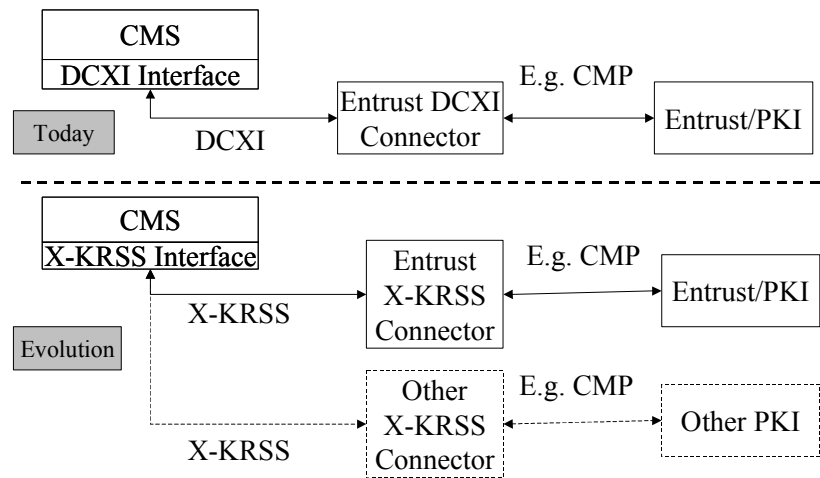 CMS
DCXI Interface
E.g. CMP
Entrust DCXI
Connector
Entrust/PKI
Today
DCXI
CMS
X-KRSS Interface
Entrust
X-KRSS
Connector
E.g. CMP
Entrust/PKI
X-KRSS
Evolution
Other
X-KRSS
Connector
E.g. CMP
Other PKI
X-KRSS